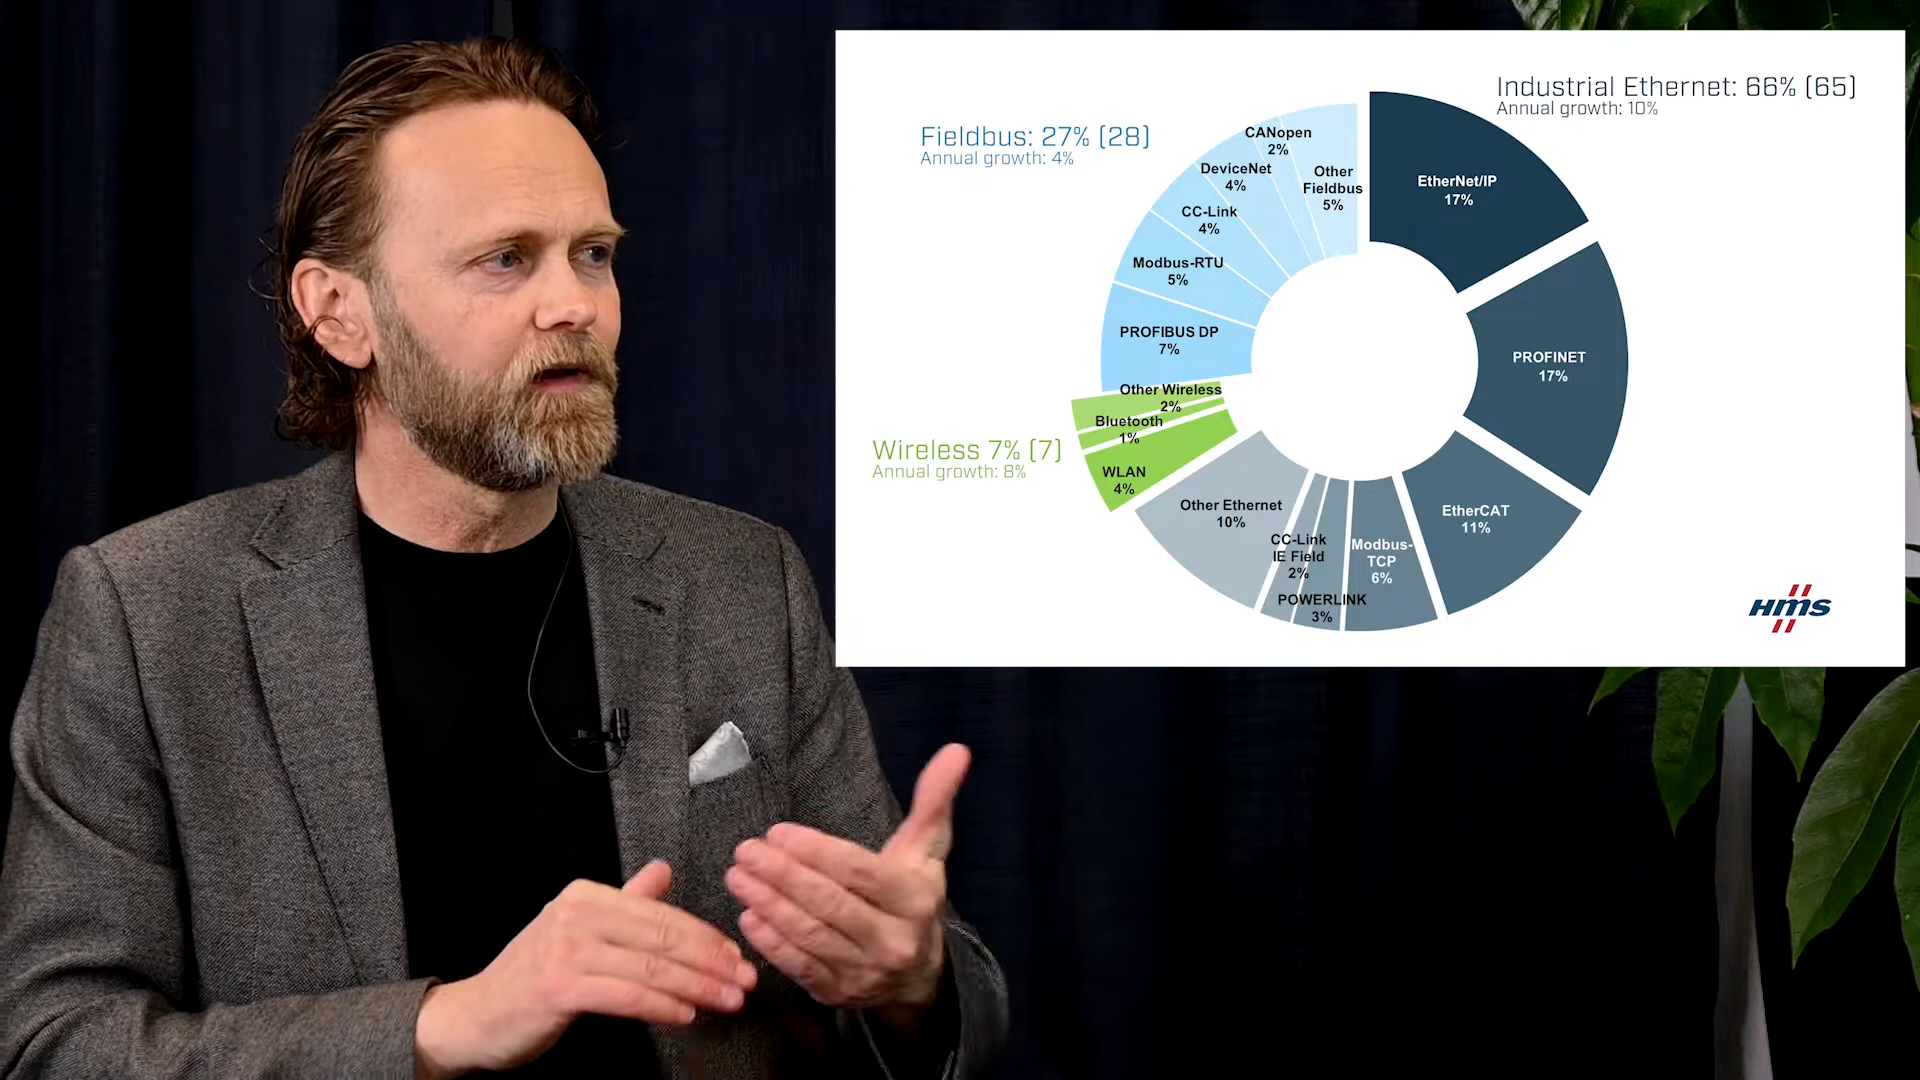 Industrial Ethernet: 66% (65)
Annual growth: 10%
Fieldbus: 27% (28)
Annual growth: 4%
CANopen
2%
DeviceNet
4%
Other
Fieldbus
5%
EtherNet/IP
17%
CC-Link
4%
Modbus-RTU
5%
PROFIBUS DP
7%
PROFINET
17%
Other Wireless
2%
Bluetooth
1%
Wireless 7% (7)
Annual growth: 8%
WLAN
4%
Other Ethernet
10%
CC-Link
IE Field
2%
POWERLINK
3%
Modbus-
TCP
6%
EtherCAT
11%
HMS